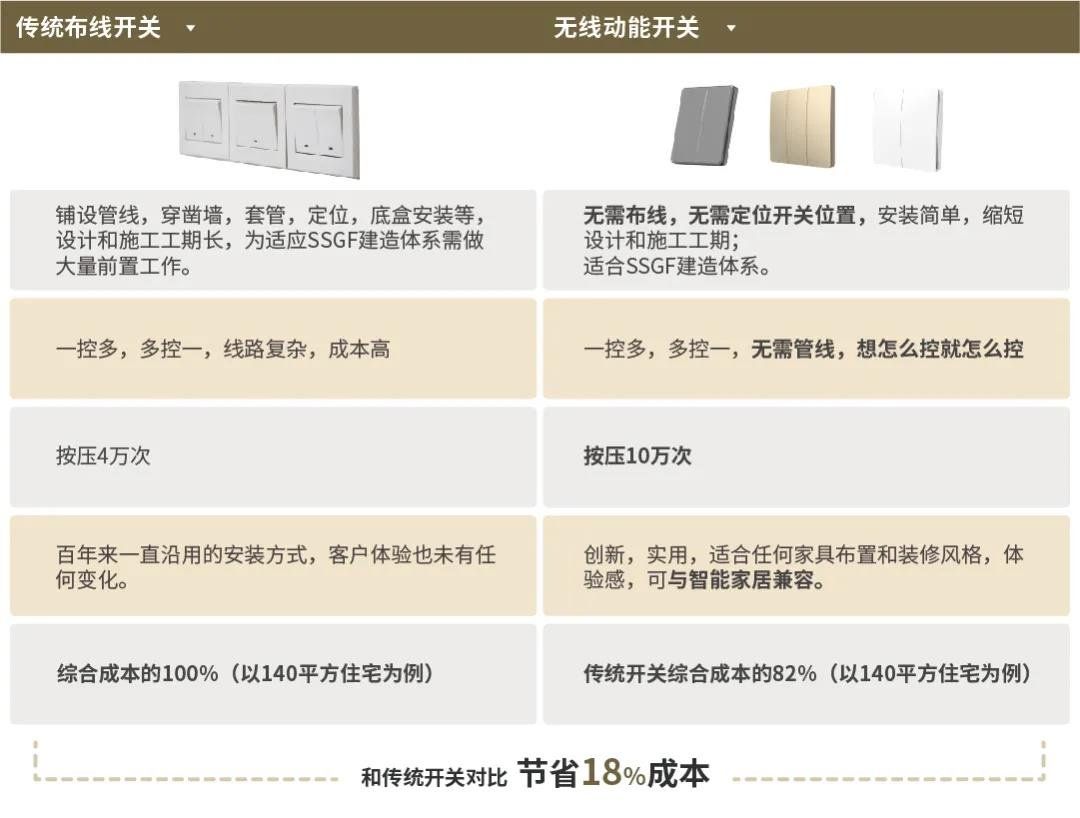 传统布线开关
无线动能开关
铺设管线，穿凿墙，套管，定位，底盒安装等，
设计和施工工期长，为适应SSGF建造体系需做
大量前置工作。
无需布线，无需定位开关位置，安装简单，缩短
设计和施工工期；
适合SSGF建造体系。
一控多，多控一，线路复杂，成本高
一控多，多控一，无需管线，想怎么控就怎么控
按压4万次
按压10万次
百年来一直沿用的安装方式，客户体验也未有任
何变化。
创新，实用，适合任何家具布置和装修风格，体
验感，可与智能家居兼容。
综合成本的100%（以140平方住宅为例）
传统开关综合成本的82%（以140平方住宅为例）
和传统开关对比 节省18%成本